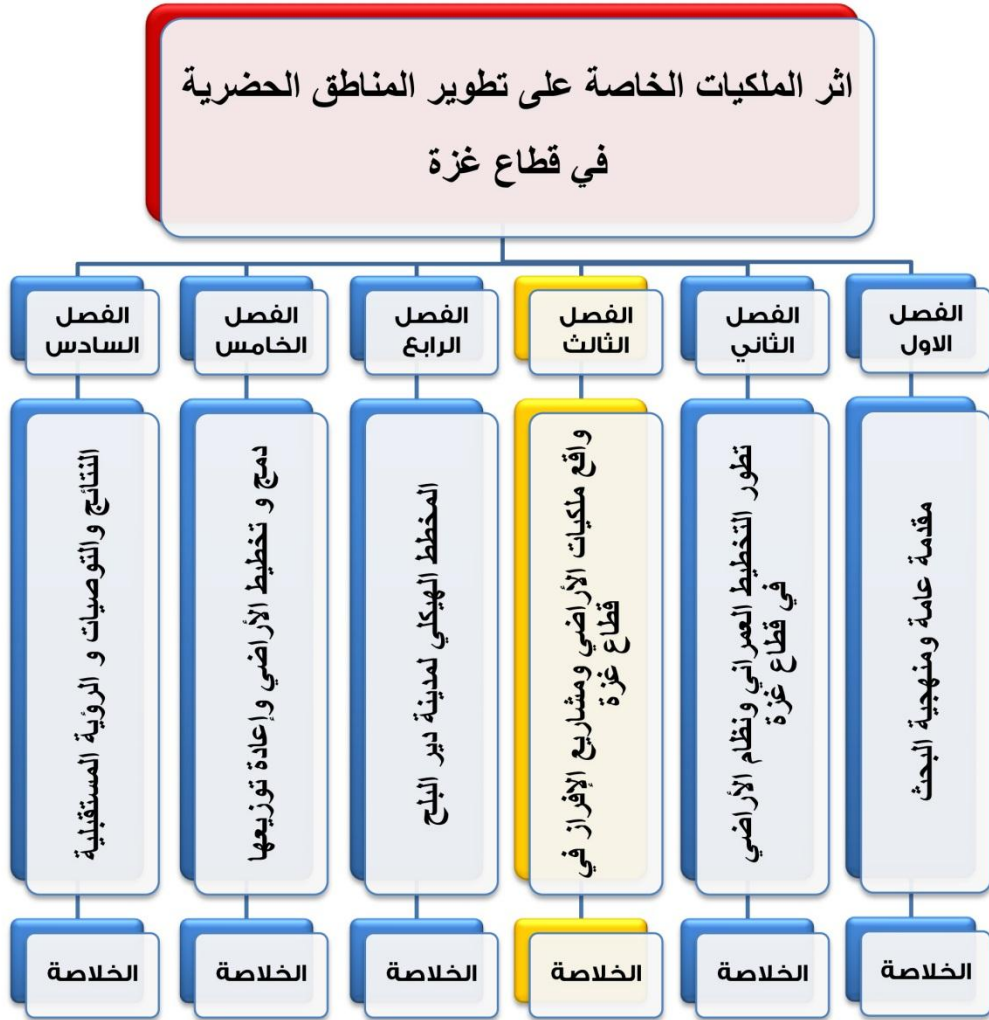 اثر الملكيات الخاصة على تطوير المناطق الحضرية
في قطاع غزة
الفصل
الاول
مقدمة عامة ومنهجية البحث
الخلاصة
الفصل
الثاني
تطور التخطيط العمراني ونظام الأراضي
في قطاع غزة
الخلاصة
الفصل
الثالث
واقع ملكيات الأراضي ومشاريع الإفراز في
قطاع غزة
الخلاصة
الفصل
الرابع
المخطط الهيكلي لمدينة دير البلح
الخلاصة
الفصل
الخامس
دمج و تخطيط الأراضي وإعادة توزيعها
الخلاصة
الفصل
السادس
النتائج والتوصيات و الرؤية المستقبلية
الخلاصة